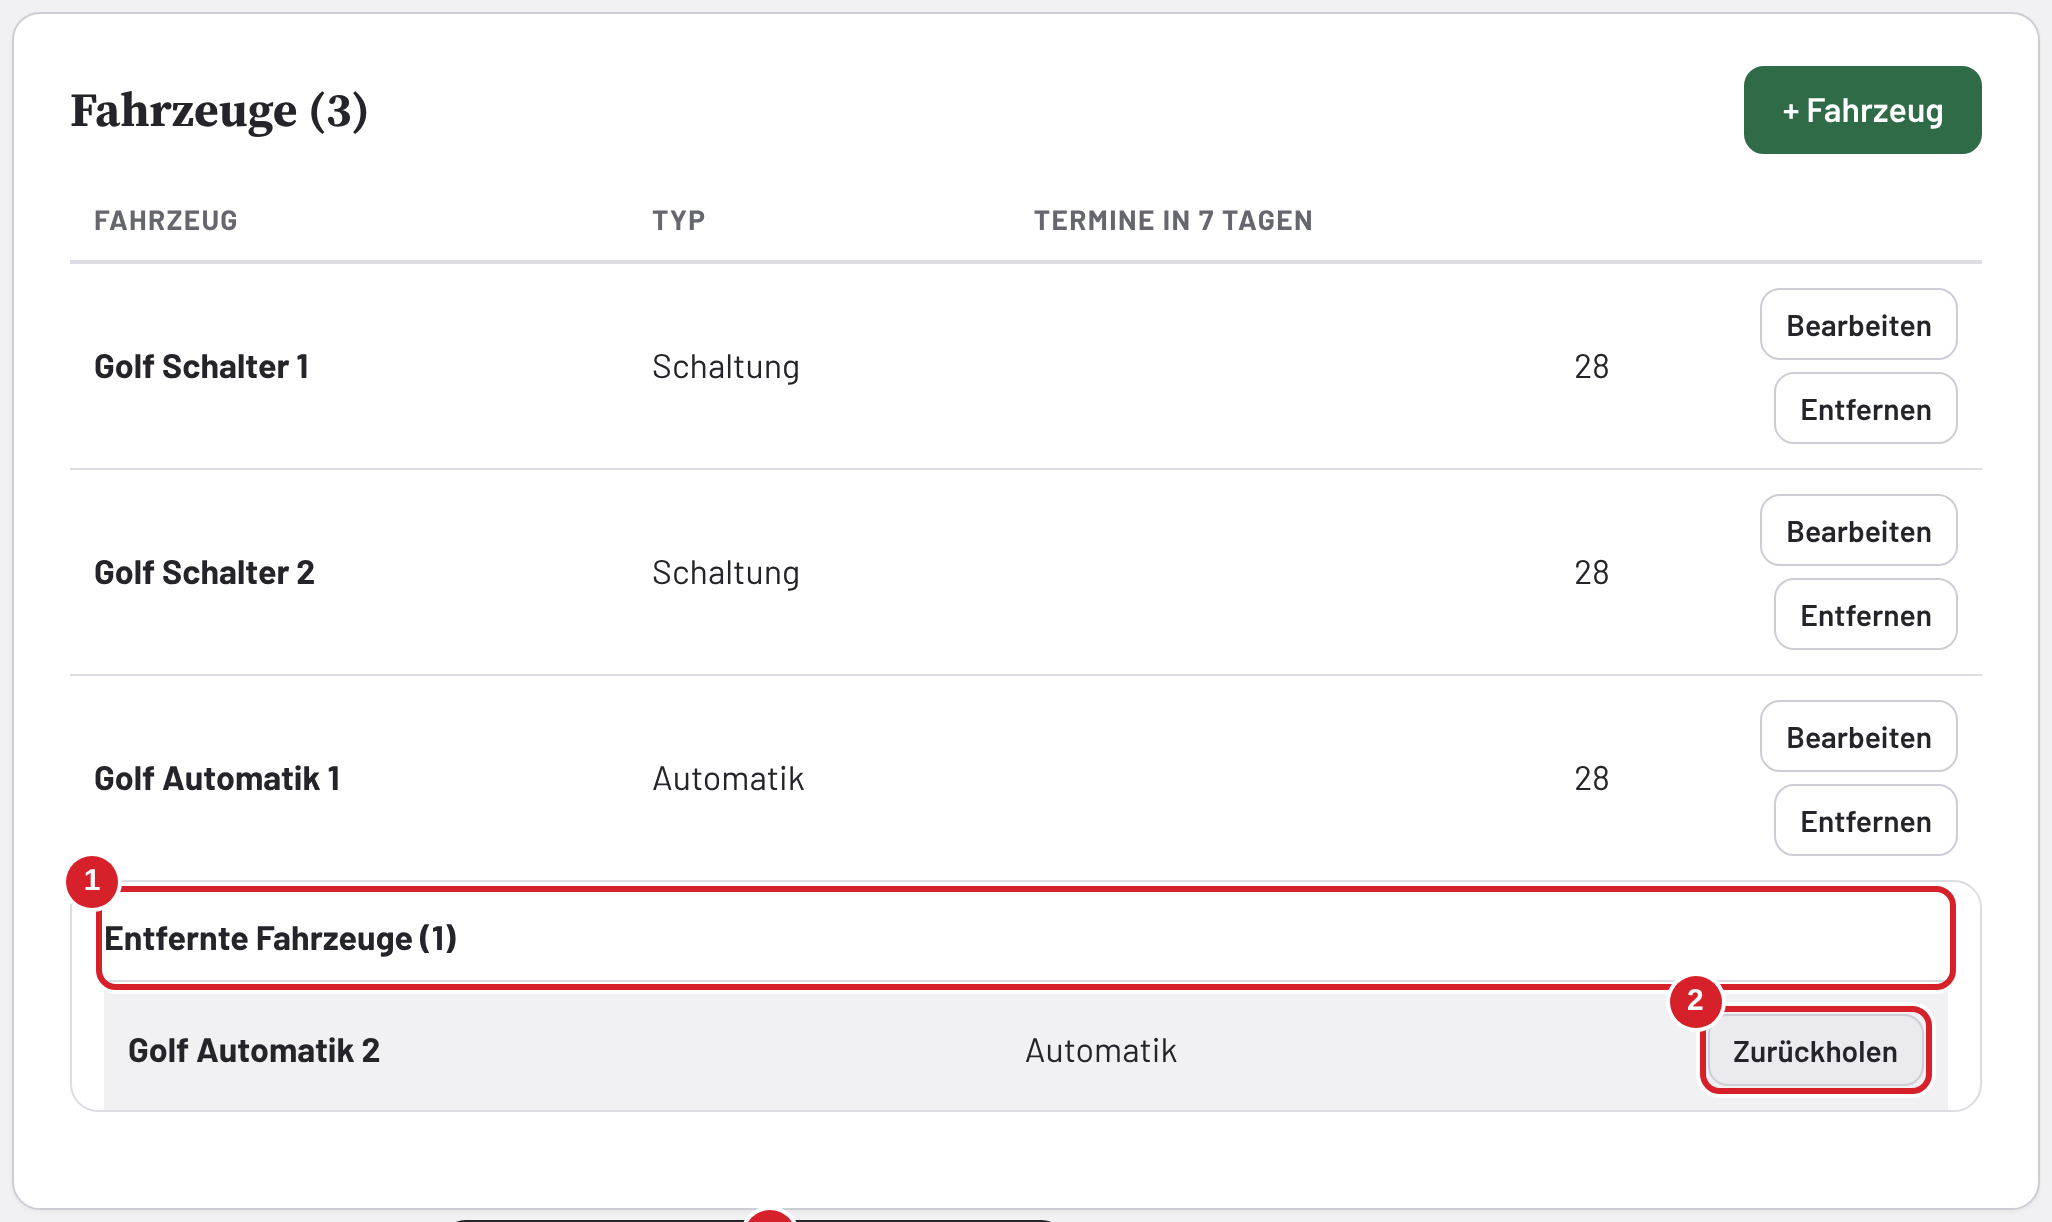 Fahrzeuge (3)
+ Fahrzeug
FAHRZEUG TYP TERMINE IN 7 TAGEN
Bearbeiten
Golf Schalter 1 Schaltung 28
Entfernen
Bearbeiten
Golf Schalter 2 Schaltung 28
Entfernen
Bearbeiten
Golf Automatik 1 Automatik 28
Entfernen
1
Entfernte Fahrzeuge (1)
2
Golf Automatik 2 Automatik Zurückholen